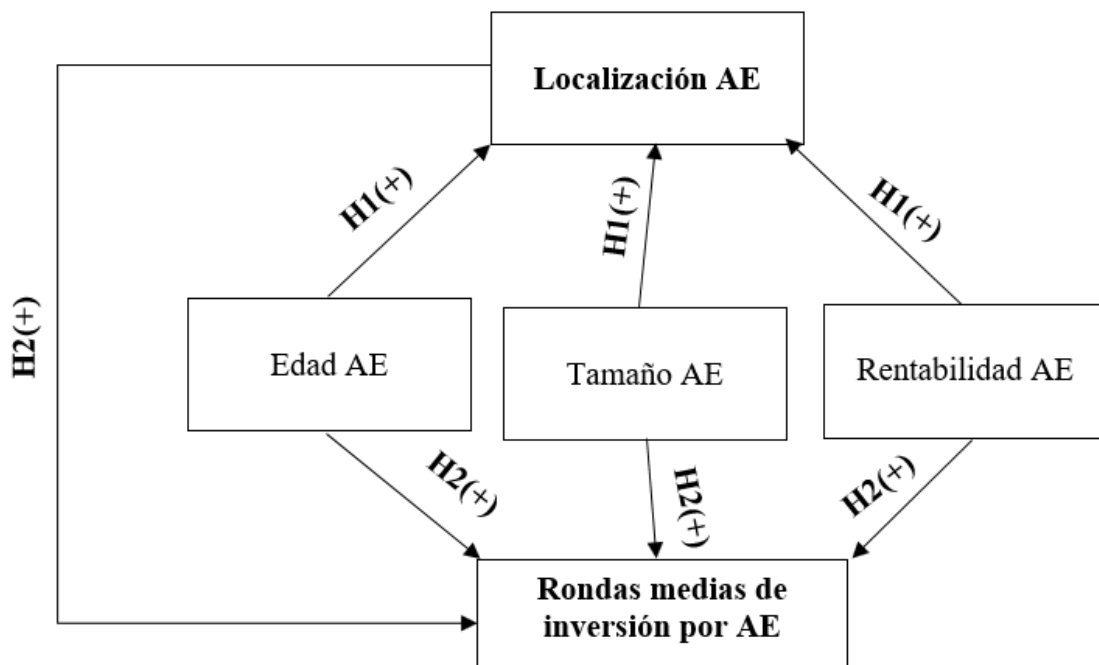 Localización AE
H1(+)
H1(+)
H1(+)
H2(+)
Edad AE
Tamaño AE
Rentabilidad AE
H2(+)
H2(+)
H2(+)
Rondas medias de
inversión por AE